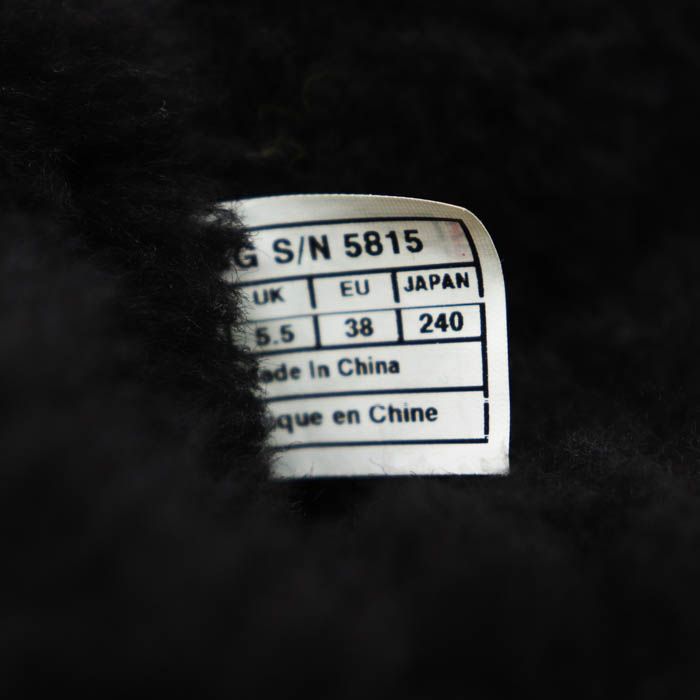 G S/N 5815
UK EU JAPAN
5.5 38 240
ade In China
que en Chine